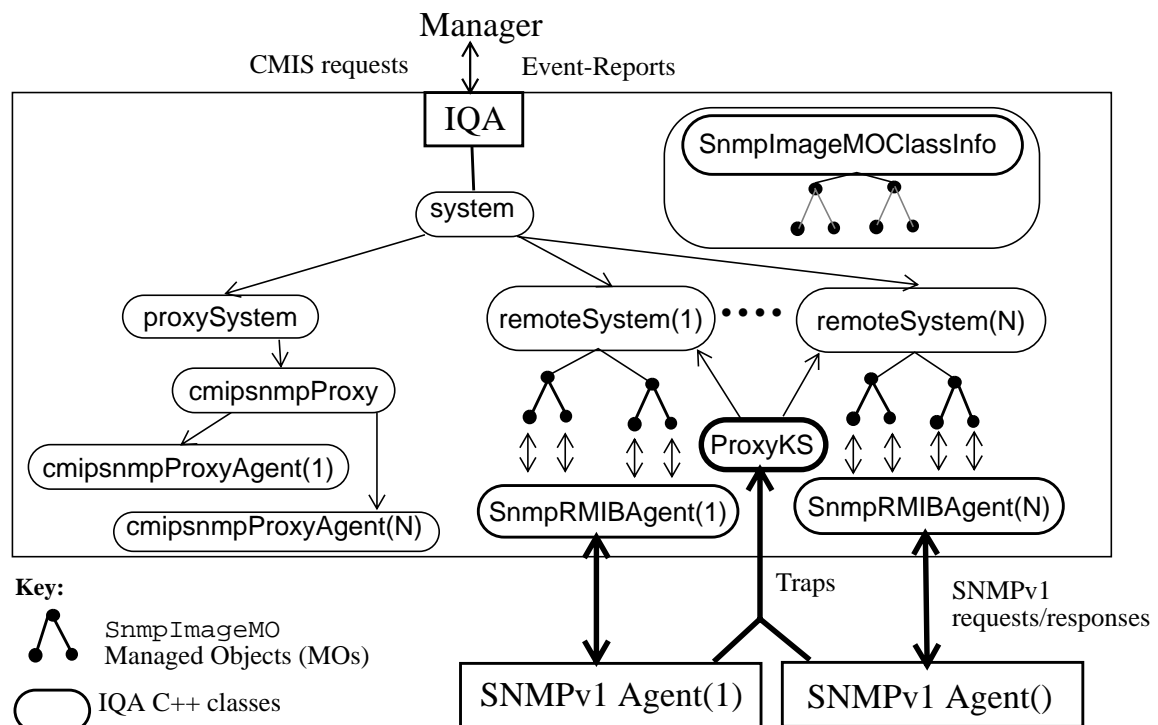 Manager
CMIS requests
Event-Reports
IQA
SnmpImageMOClassInfo
system
proxySystem
remoteSystem(1)
remoteSystem(N)
cmipsnmpProxy
ProxyKS
cmipsnmpProxyAgent(1)
SnmpRMIBAgent(1)
SnmpRMIBAgent(N)
cmipsnmpProxyAgent(N)
Key:
SnmpImageMO
Managed Objects (MOs)
IQA C++ classes
Traps
SNMPv1
requests/responses
SNMPv1 Agent(1)
SNMPv1 Agent()